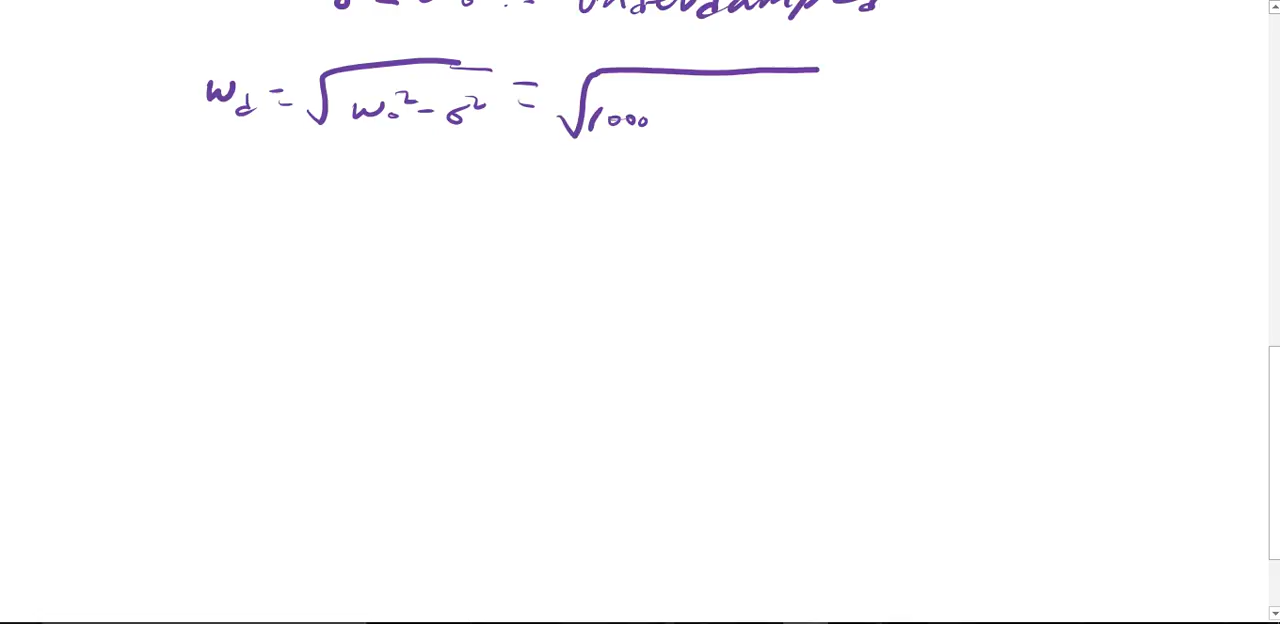 ω_d = √(ω₀² - σ²) = √(1000